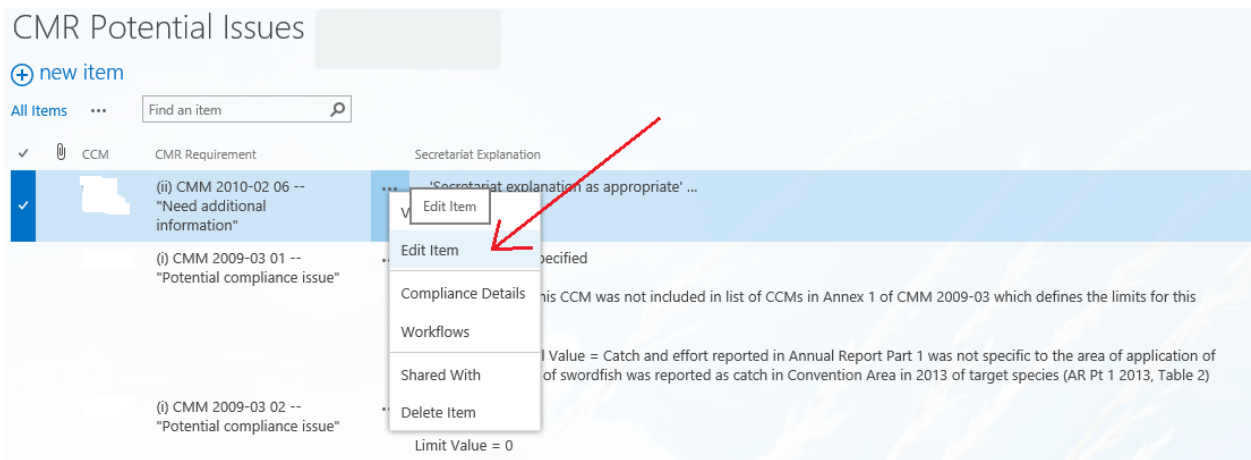 CMR Potential Issues
new item
All Items ...
Find an item
CCM CMR Requirement Secretariat Explanation
(ii) CMM 2010-02 06 -- ... 'Secretariat explanation as appropriate' ...
"Need additional
information"
Edit Item
Edit Item
(i) CMM 2009-03 01 --
"Potential compliance issue"
Compliance Details
his CCM was not included in list of CCMs in Annex 1 of CMM 2009-03 which defines the limits for this
Workflows
l Value = Catch and effort reported in Annual Report Part 1 was not specific to the area of application of
Shared With
of swordfish was reported as catch in Convention Area in 2013 of target species (AR Pt 1 2013, Table 2)
(i) CMM 2009-03 02 --
"Potential compliance issue"
Delete Item
Limit Value = 0